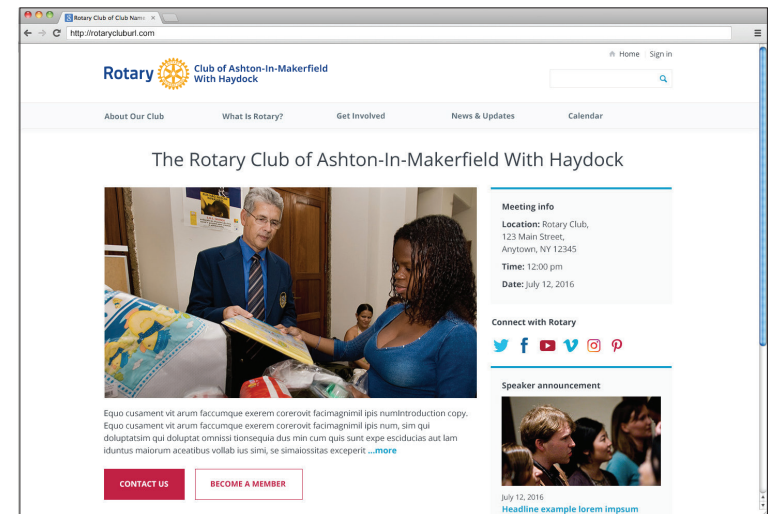 Rotary Club of Club Name
http://rotarycluburl.com
Home Sign in
Rotary
Club of Ashton-In-Makerfield
With Haydock
About Our Club What Is Rotary? Get Involved News & Updates Calendar
The Rotary Club of Ashton-In-Makerfield With Haydock
Meeting info
Location: Rotary Club,
123 Main Street,
Anytown, NY 12345
Time: 12:00 pm
Date: July 12, 2016
Connect with Rotary
Equo cusament vit arum faccumque exerem corerovit facimagnimil ipis numIntroduction copy.
Equo cusament vit arum faccumque exerem corerovit facimagnimil ipis num, sim qui
doluptatsim qui doluptat omnissi tionsequia dus min cum quis sunt expe esciducias aut lam
iduntus maiorum aceatibus vollab ius simi, se simaiossitas exceperit ...more
CONTACT US BECOME A MEMBER
Speaker announcement
July 12, 2016
Headline example lorem impsum